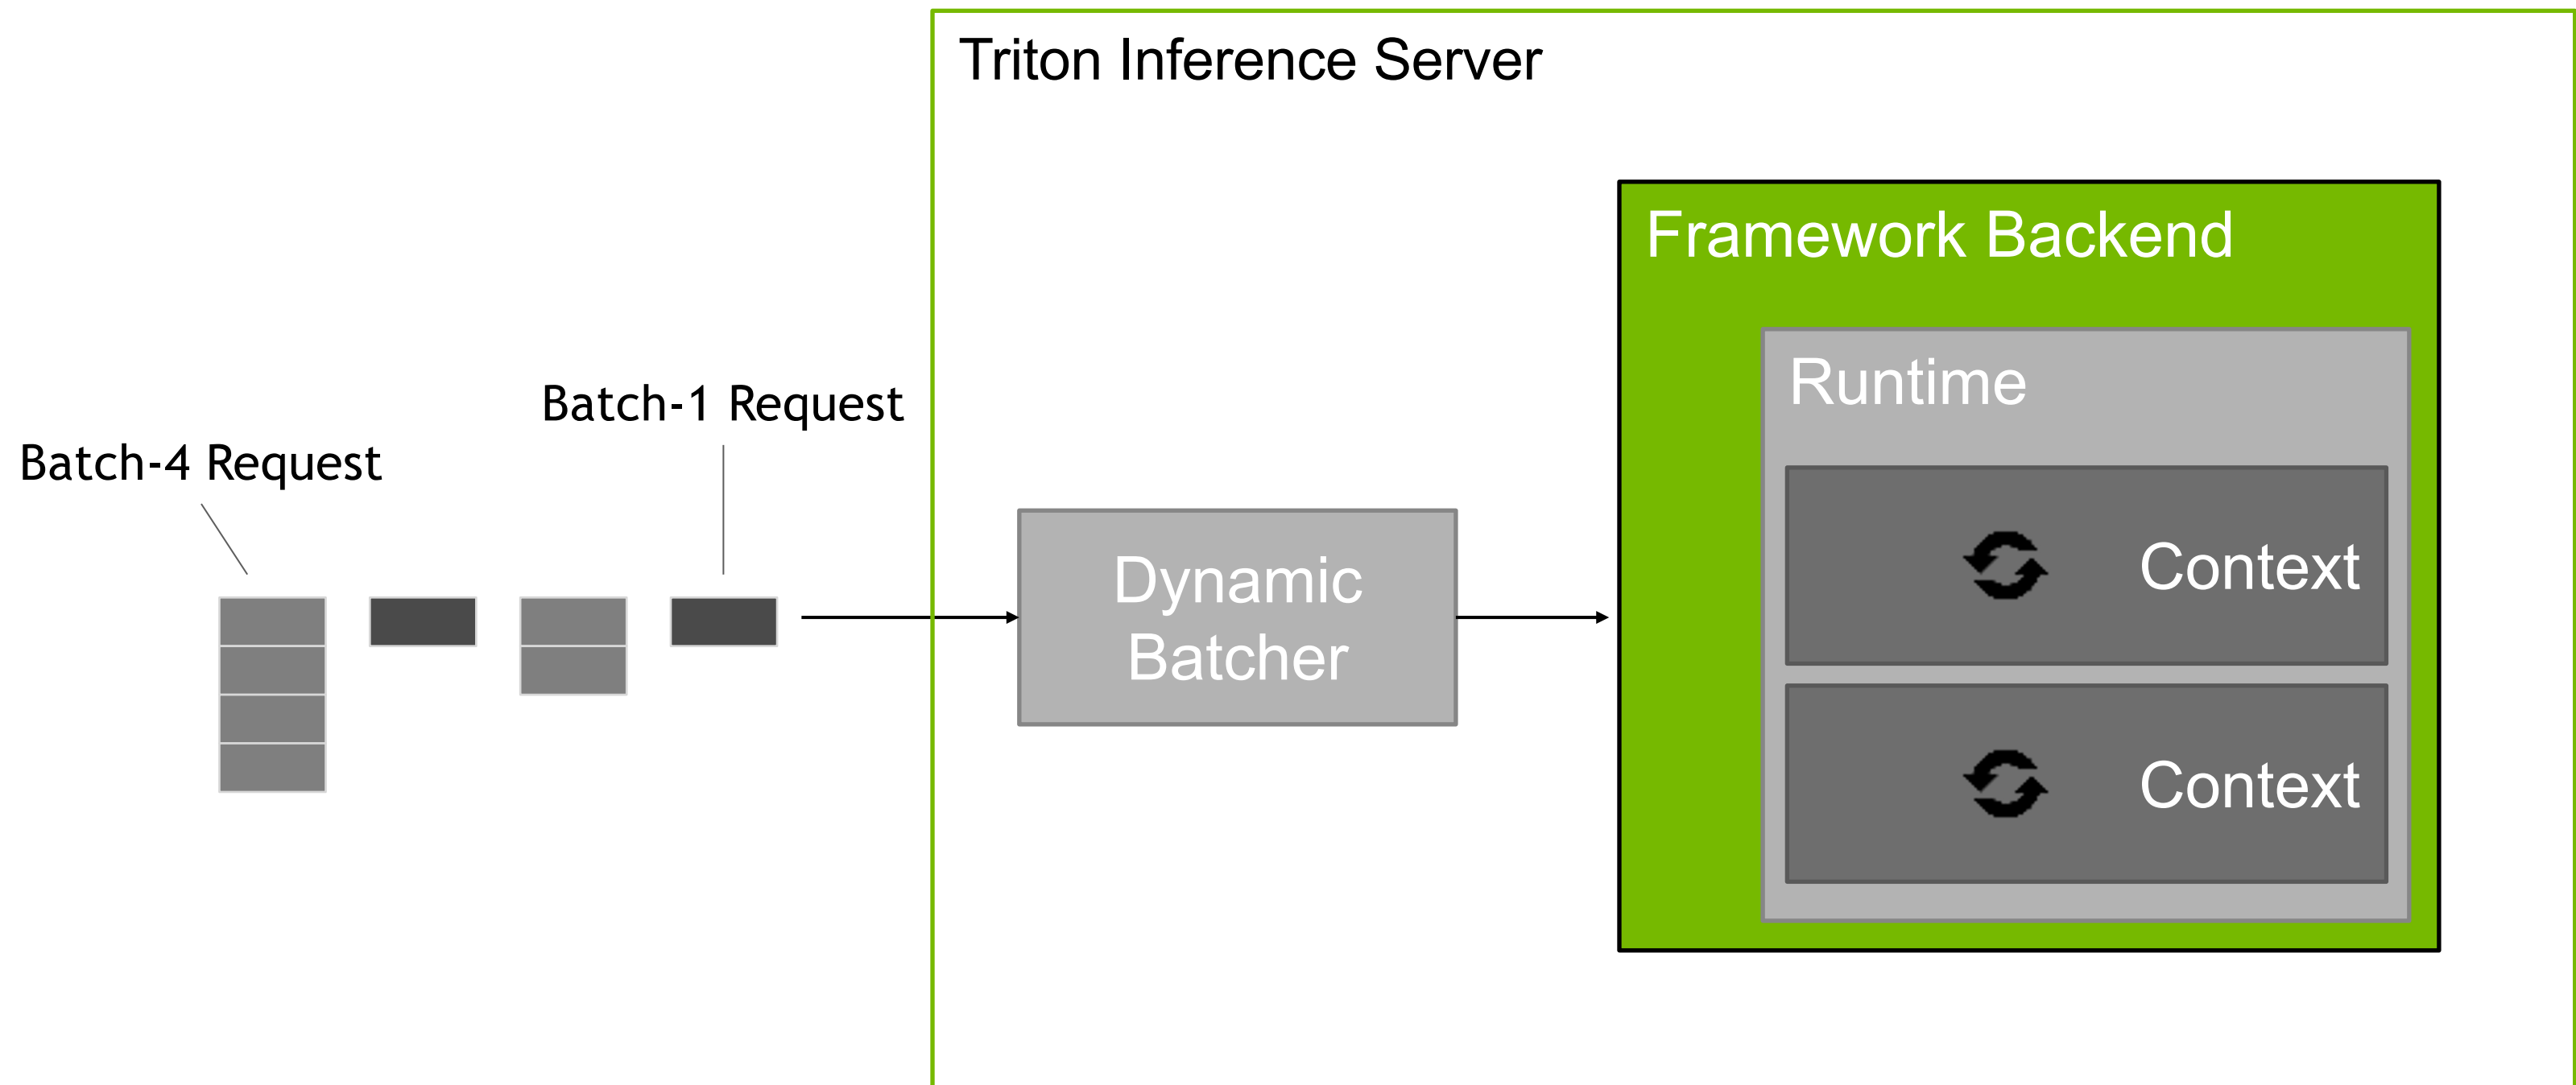 Triton Inference Server
Framework Backend
Runtime
Batch-1 Request
Batch-4 Request
Dynamic
Batcher
Context
Context